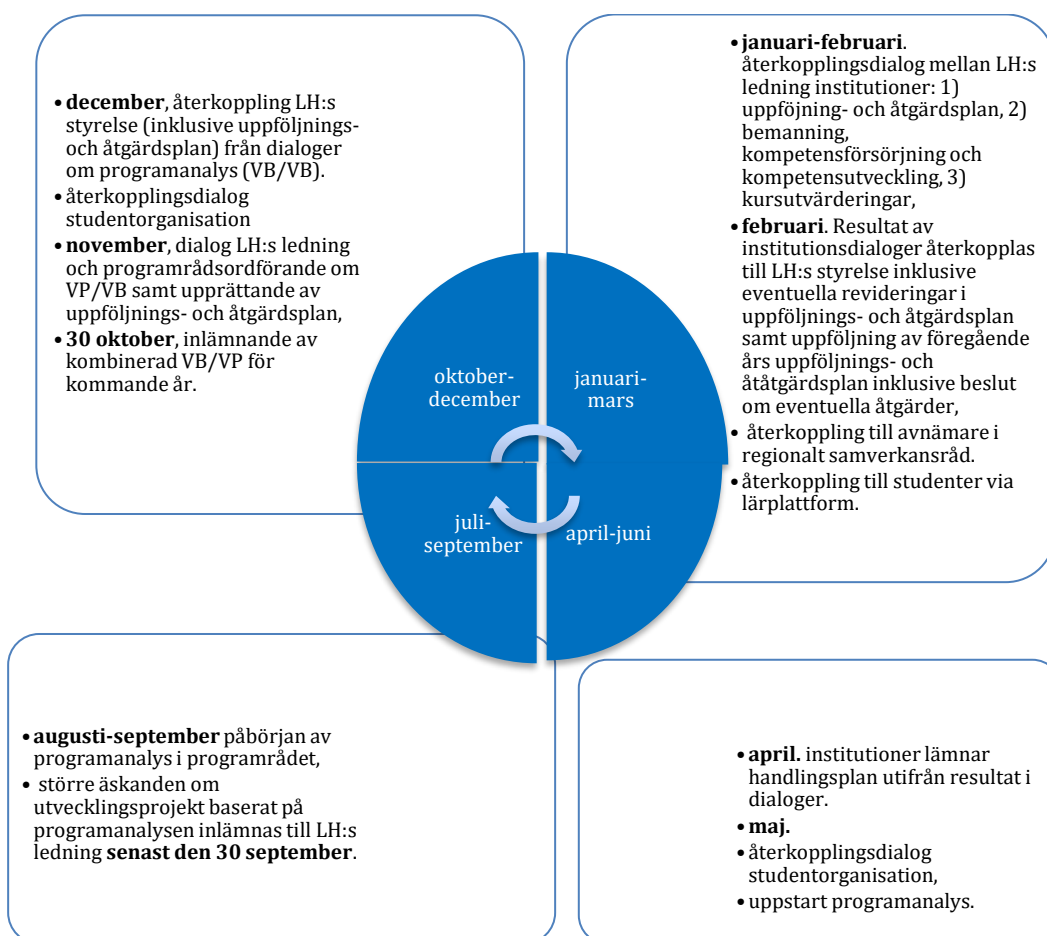 • december, återkoppling LH:s
styrelse (inklusive uppföljnings-
och åtgärdsplan) från dialoger
om programanalys (VB/VB).
• återkopplingsdialog
studentorganisation
• november, dialog LH:s ledning
och programrådsordförande om
VP/VB samt upprättande av
uppföljnings- och åtgärdsplan,
• 30 oktober, inlämnande av
kombinerad VB/VP för
kommande år.
• januari-februari.
återkopplingsdialog mellan LH:s
ledning institutioner: 1)
uppföjning- och åtgärdsplan, 2)
bemanning,
kompetensförsörjning och
kompetensutveckling, 3)
kursutvärderingar,
• februari. Resultat av
institutionsdialoger återkopplas
till LH:s styrelse inklusive
eventuella revideringar i
uppföljnings- och åtgärdsplan
samt uppföljning av föregående
års uppföljnings- och
åtåtgärdsplan inklusive beslut
om eventuella åtgärder,
• återkoppling till avnämare i
regionalt samverkansråd.
• återkoppling till studenter via
lärplattform.
oktober-
december
januari-
mars
juli-
september
april-juni
• augusti-september påbörjan av
programanalys i programrådet,
• större äskanden om
utvecklingsprojekt baserat på
programanalysen inlämnas till LH:s
ledning senast den 30 september.
• april. institutioner lämnar
handlingsplan utifrån resultat i
dialoger.
• maj.
• återkopplingsdialog
studentorganisation,
• uppstart programanalys.